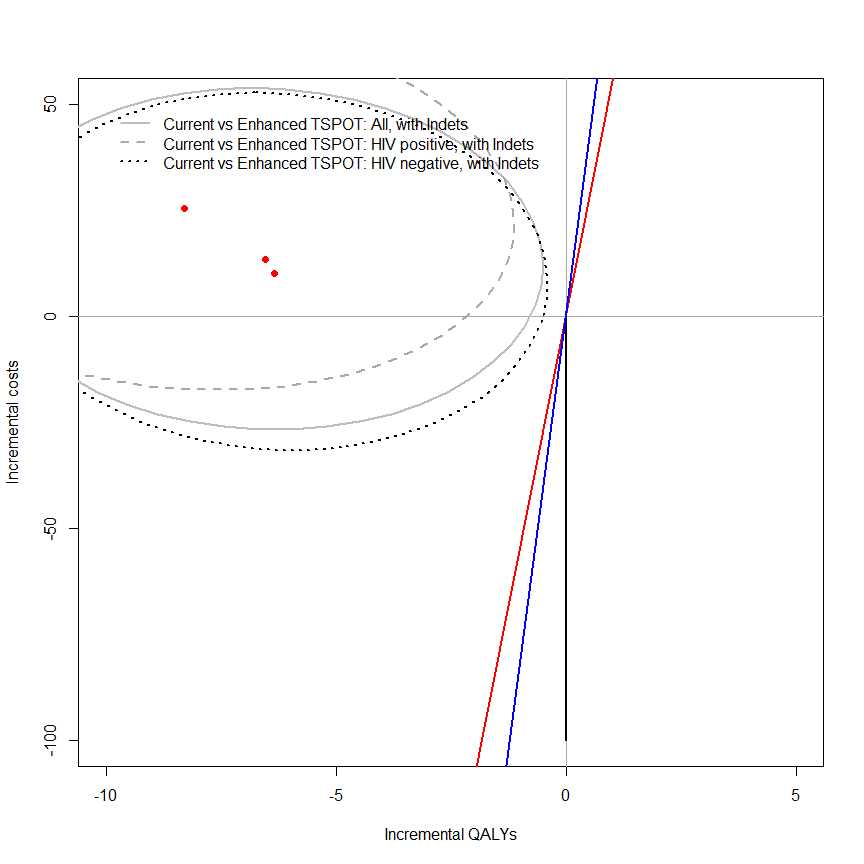 50
Current vs Enhanced TSPOT: All, with Indets
Current vs Enhanced TSPOT: HIV positive, with Indets
Current vs Enhanced TSPOT: HIV negative, with Indets
0
Incremental costs
-50
-100
-10 -5 0 5
Incremental QALYs